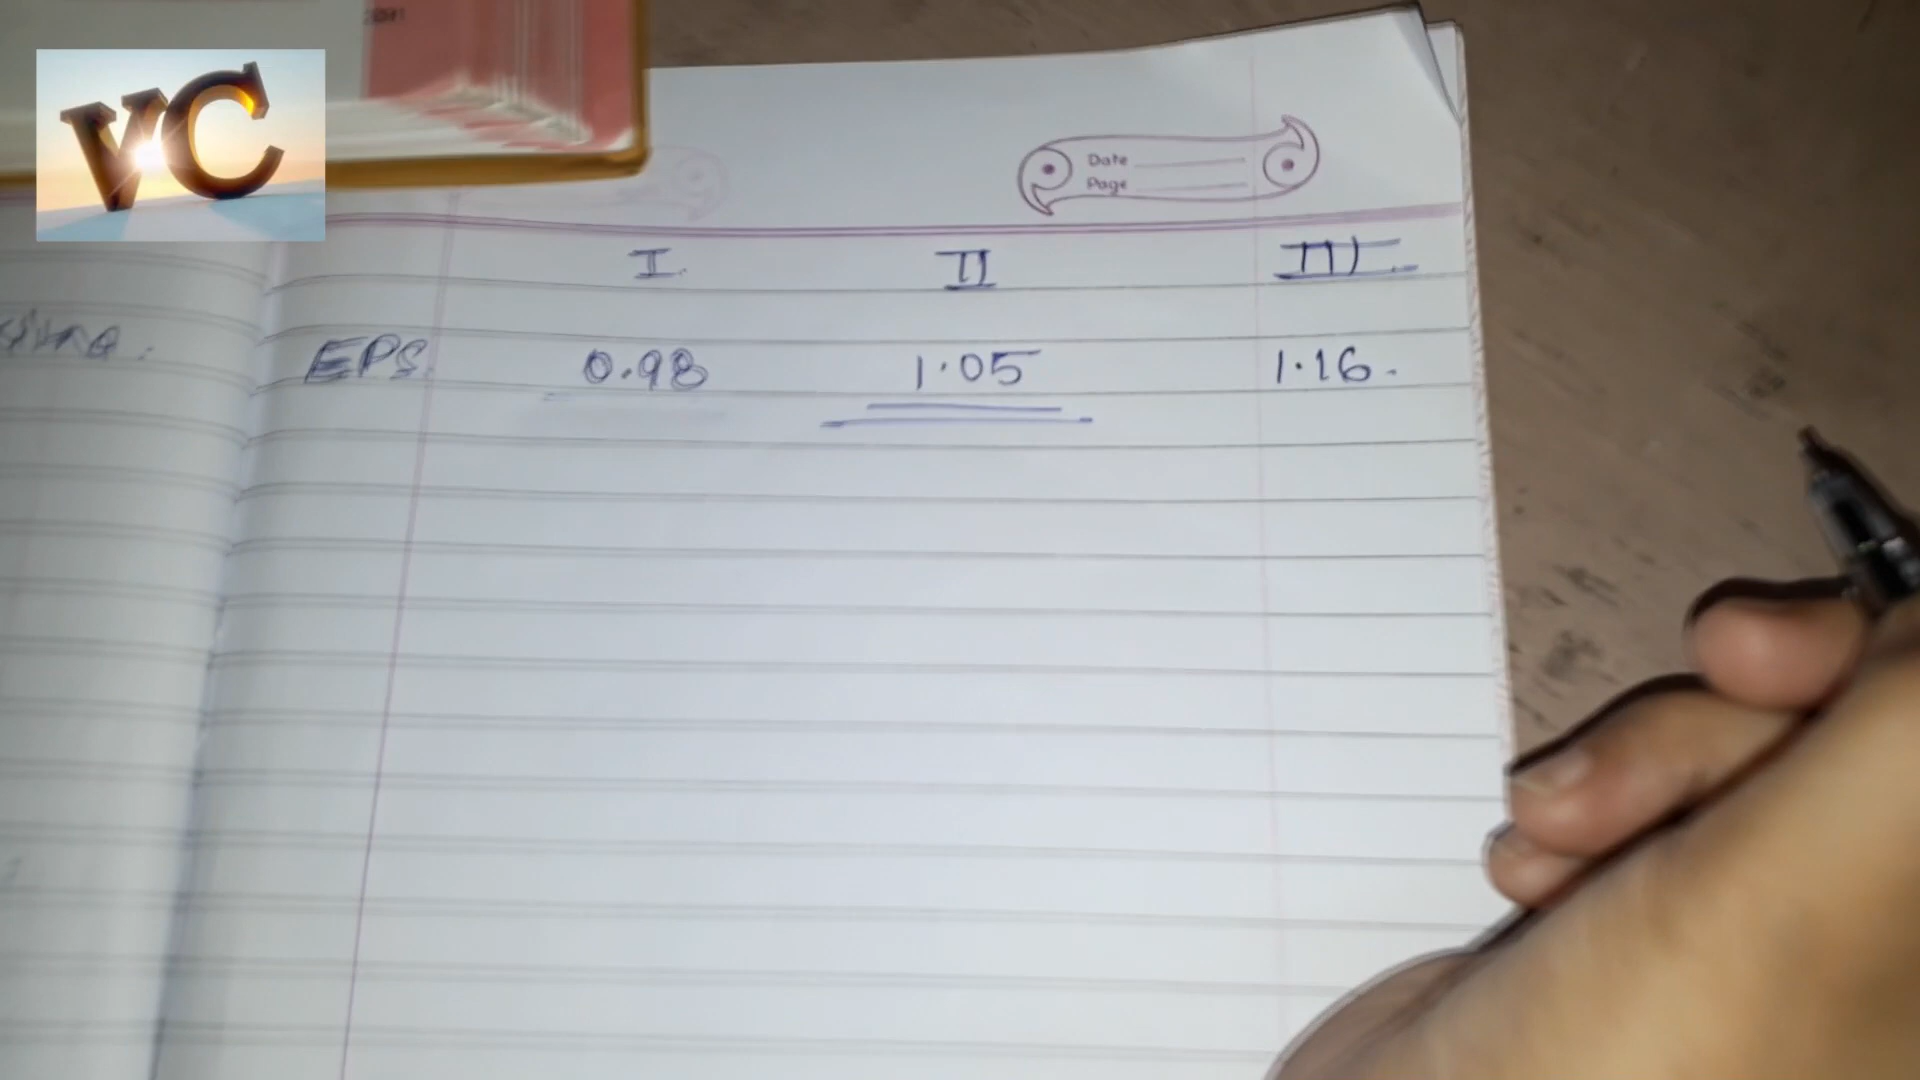 VC
Date
Page
I. II III.
EPS. 0.98 1.05 1.16.